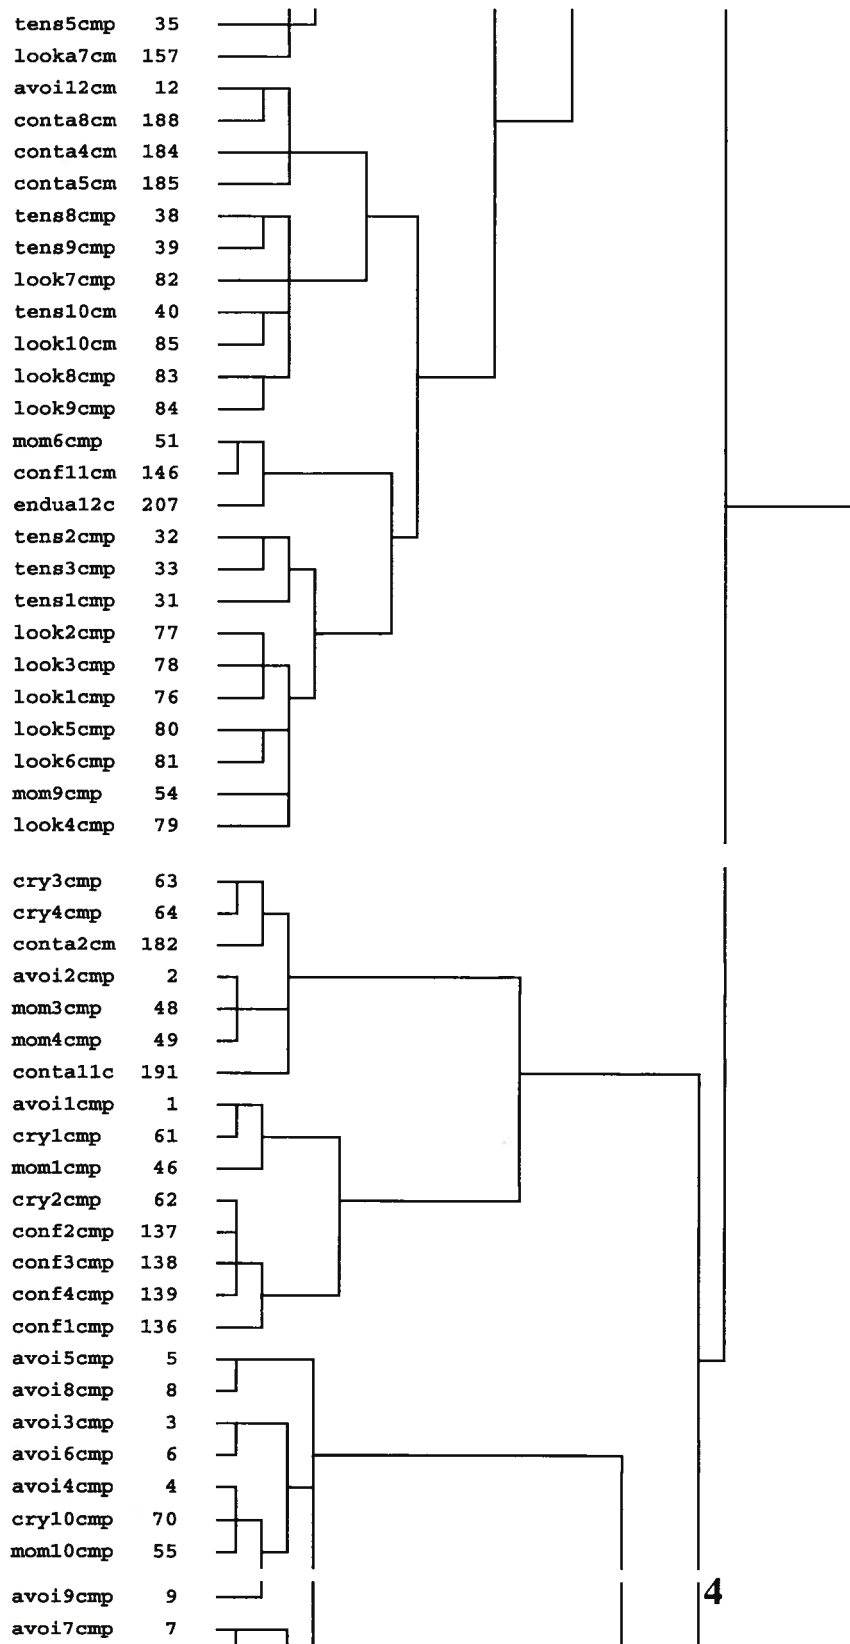 tens5cmp 35
looka7cm 157
avoi12cm 12
conta8cm 188
conta4cm 184
conta5cm 185
tens8cmp 38
tens9cmp 39
look7cmp 82
tens10cm 40
look10cm 85
look8cmp 83
look9cmp 84
mom6cmp 51
conf11cm 146
endua12c 207
tens2cmp 32
tens3cmp 33
tens1cmp 31
look2cmp 77
look3cmp 78
look1cmp 76
look5cmp 80
look6cmp 81
mom9cmp 54
look4cmp 79
cry3cmp 63
cry4cmp 64
conta2cm 182
avoi2cmp 2
mom3cmp 48
mom4cmp 49
conta11c 191
avoi1cmp 1
cry1cmp 61
mom1cmp 46
cry2cmp 62
conf2cmp 137
conf3cmp 138
conf4cmp 139
conf1cmp 136
avoi5cmp 5
avoi8cmp 8
avoi3cmp 3
avoi6cmp 6
avoi4cmp 4
cry10cmp 70
mom10cmp 55
avoi9cmp 9
4
avoi7cmp 7